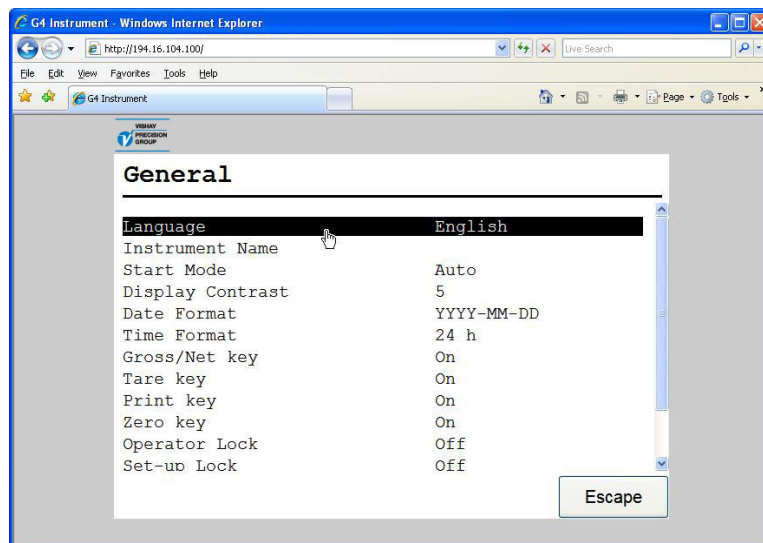 G4 Instrument - Windows Internet Explorer
http://194.16.104.100/
Live Search
File Edit View Favorites Tools Help
G4 Instrument
Page Tools
VISHAY
PRECISION
GROUP
General
Language English
Instrument Name
Start Mode Auto
Display Contrast 5
Date Format YYYY-MM-DD
Time Format 24 h
Gross/Net key On
Tare key On
Print key On
Zero key On
Operator Lock Off
Set-up Lock Off
Escape